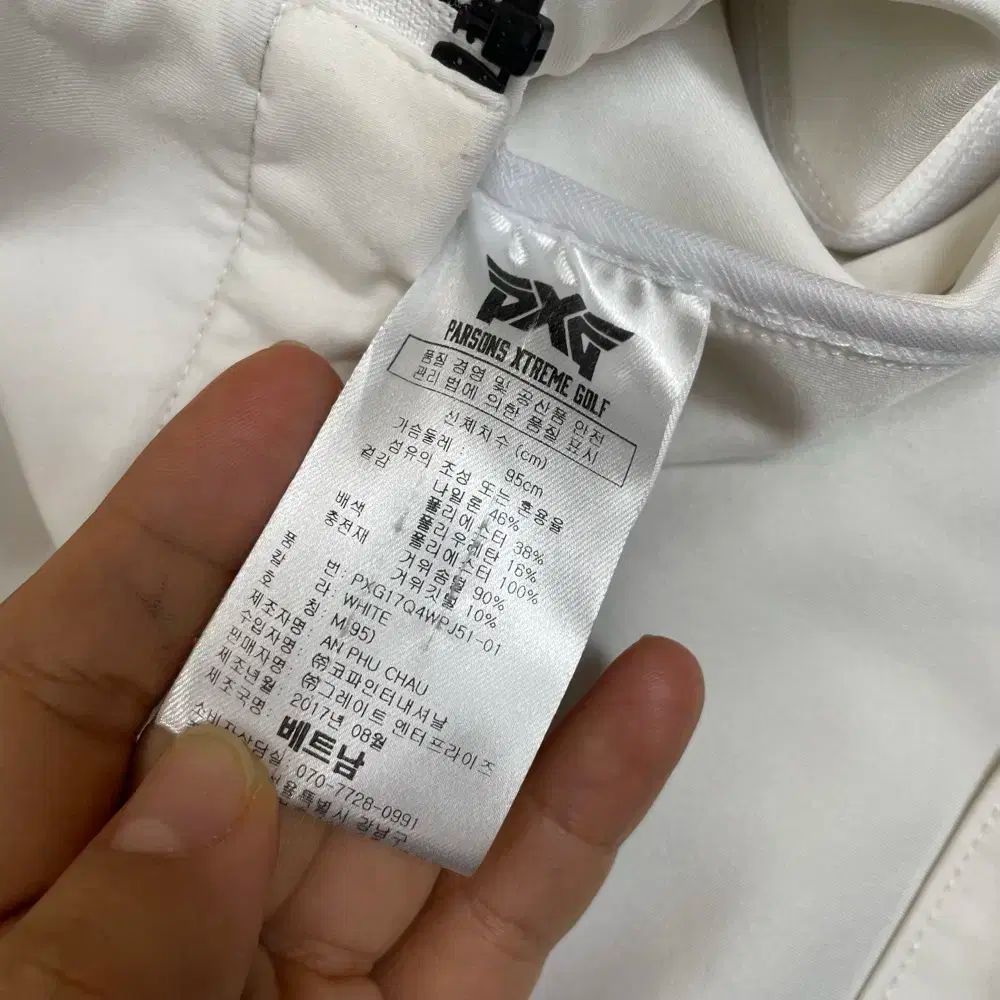 PXG
PARSONS XTREME GOLF
품질 경영 및 공산품 안전
관리 법에 의한 품질 표시
신체치수 (cm)
가슴둘레 : 95cm
섬유의 조성 또는 혼용율
겉감 나일론 46%
폴리에스터 38%
폴리우레탄 16%
배색 폴리에스터 100%
충전재 거위솜털 90%
거위깃털 10%
품 번 : PXG17Q4WPJ51-01
칼 라 : WHITE
호 칭 : M(95)
제조자명 : AN PHU CHAU
수입자명 : ㈜코파인터내셔날
판매자명 : ㈜그레이트 엔터프라이즈
제조년월 : 2017년 08월
제조국명 : 베트남
소비자상담실 070-7728-0991
서울특별시 강남구